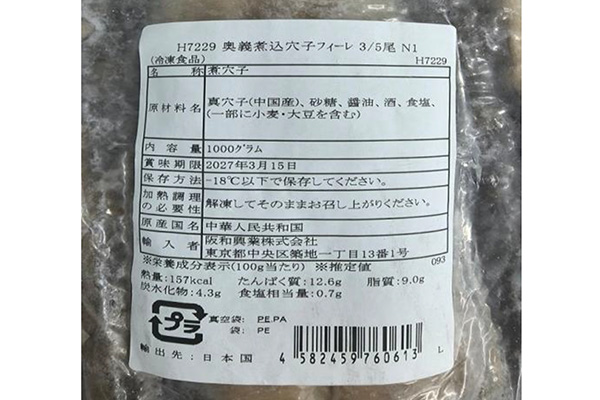 H7229 奥義煮込穴子フィーレ 3/5尾 N1
(冷凍食品) H7229
名称 煮穴子
原材料名 真穴子(中国産)、砂糖、醤油、酒、食塩、
(一部に小麦・大豆を含む)
内容量 1000グラム
賞味期限 2027年3月15日
保存方法 -18℃以下で保存してください。
加熱調理の必要性 解凍してそのままお召し上がりください。
原産国名 中華人民共和国
輸入者 阪和興業株式会社
東京都中央区築地一丁目13番1号
※栄養成分表示(100g当たり) ※推定値 093
熱量:157kcal たんぱく質:12.6g 脂質:9.0g
炭水化物:4.3g 食塩相当量:0.7g
プラ
真空袋: PE.PA
袋: PE
輸出先:日本国
4 582459 760613 L